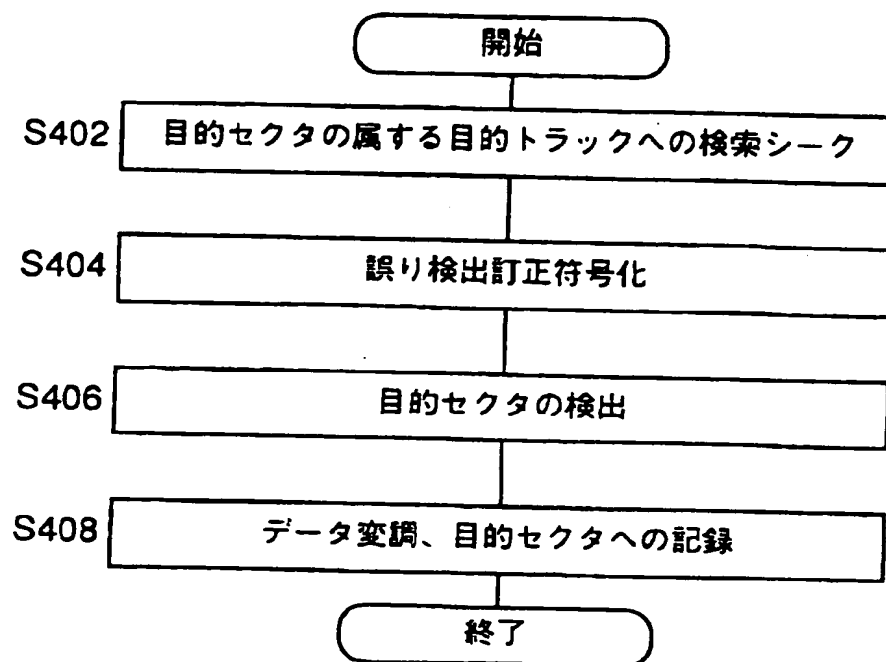 開始
S402 目的セクタの属する目的トラックへの検索シーク
S404 誤り検出訂正符号化
S406 目的セクタの検出
S408 データ変調、目的セクタへの記録
終了